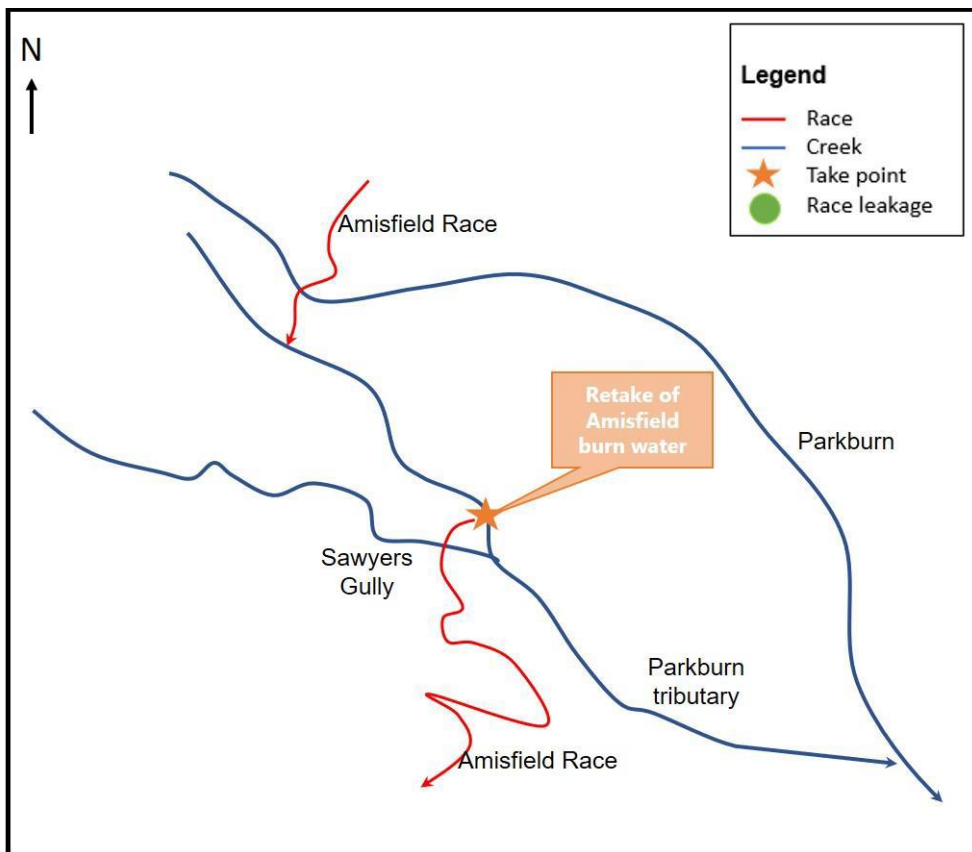 N
Legend
Race
Creek
Take point
Race leakage
Amisfield Race
Retake of
Amisfield
burn water
Parkburn
Sawyers
Gully
Parkburn
tributary
Amisfield Race